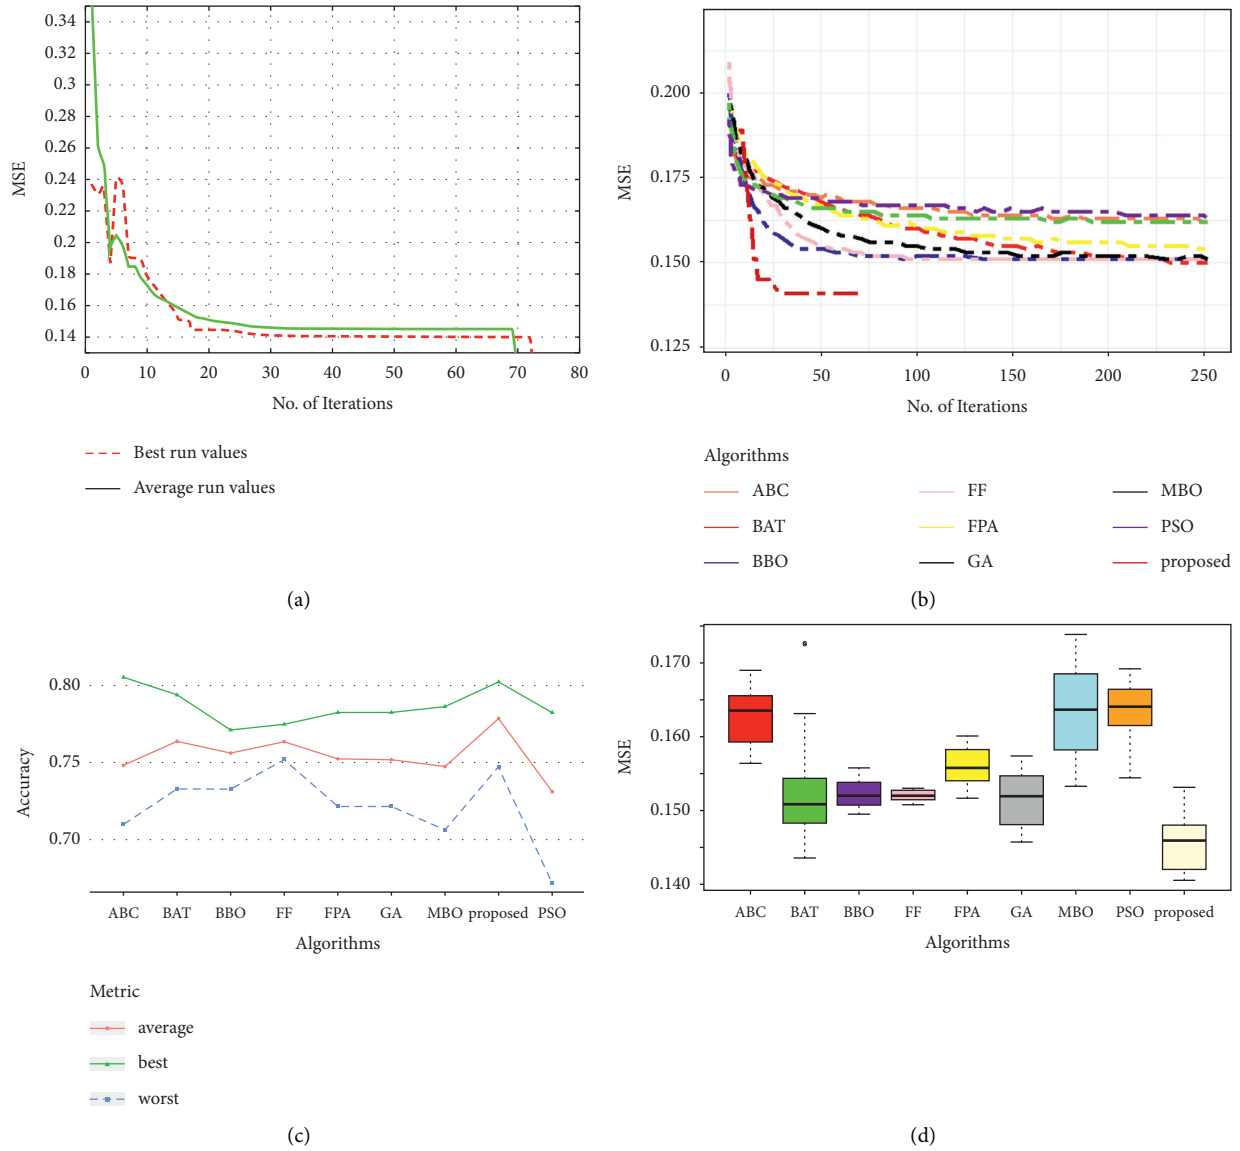 0.34
0.32
0.3
0.28
0.26
0.24
0.22
0.2
0.18
0.16
0.14
MSE
0 10 20 30 40 50 60 70 80
No. of Iterations
Best run values
Average run values
(a)
0.200
0.175
0.150
0.125
MSE
0 50 100 150 200 250
No. of Iterations
Algorithms
ABC FF MBO
BAT FPA PSO
BBO GA proposed
(b)
0.80
0.75
0.70
Accuracy
ABC BAT BBO FF FPA GA MBO proposed PSO
Algorithms
Metric
average
best
worst
(c)
0.170
0.160
0.150
0.140
MSE
ABC BAT BBO FF FPA GA MBO PSO proposed
Algorithms
(d)